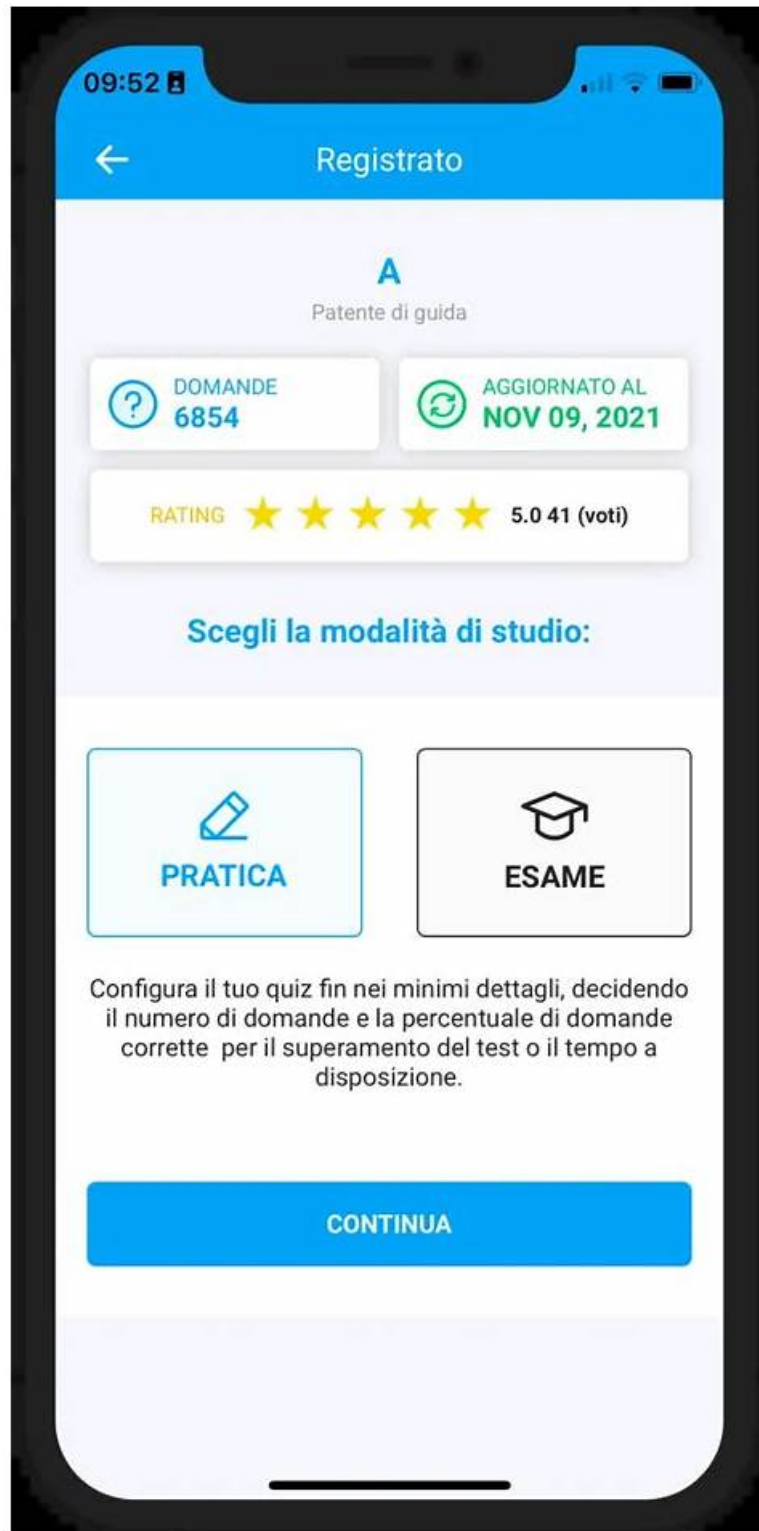 09:52
Registrato
A
Patente di guida
DOMANDE
6854
AGGIORNATO AL
NOV 09, 2021
RATING 5.0 41 (voti)
Scegli la modalità di studio:
PRATICA
ESAME
Configura il tuo quiz fin nei minimi dettagli, decidendo
il numero di domande e la percentuale di domande
corrette  per il superamento del test o il tempo a
disposizione.
CONTINUA